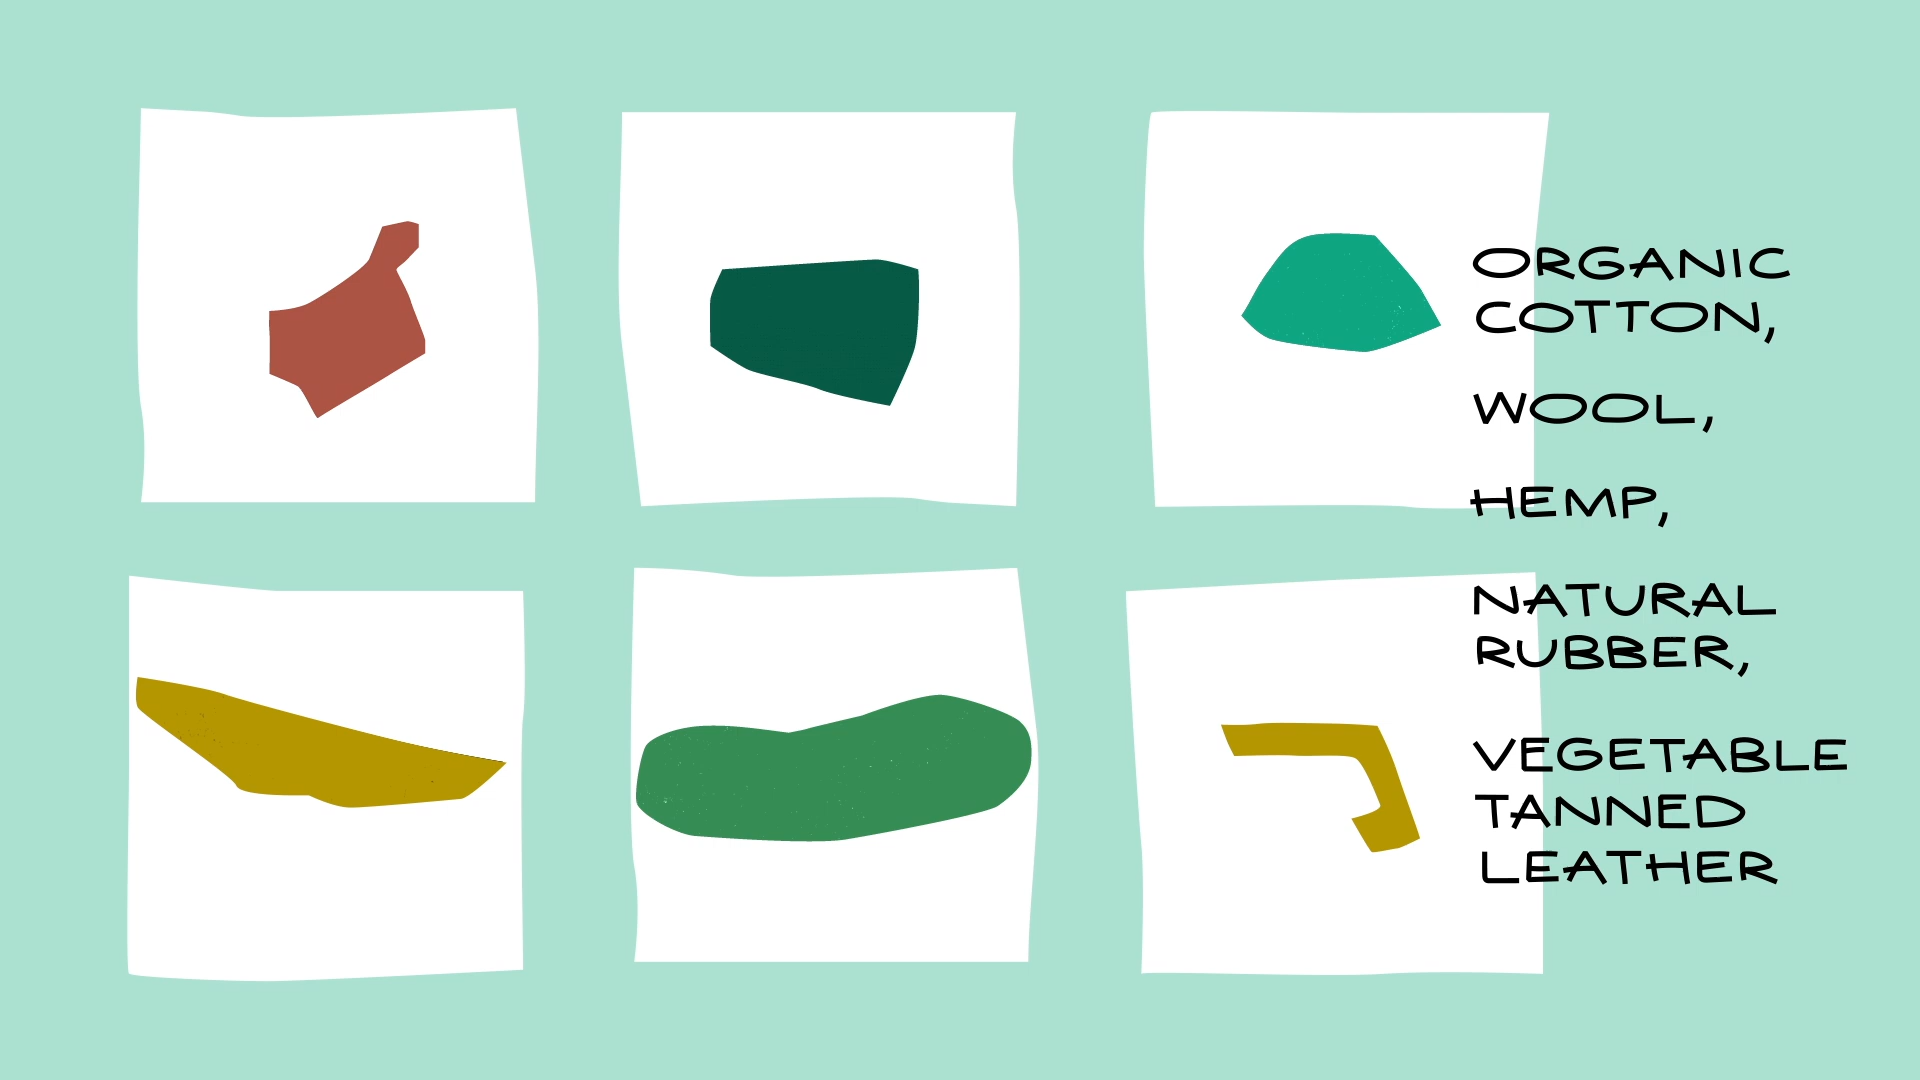 ORGANIC
COTTON,
WOOL,
HEMP,
NATURAL
RUBBER,
VEGETABLE
TANNED
LEATHER